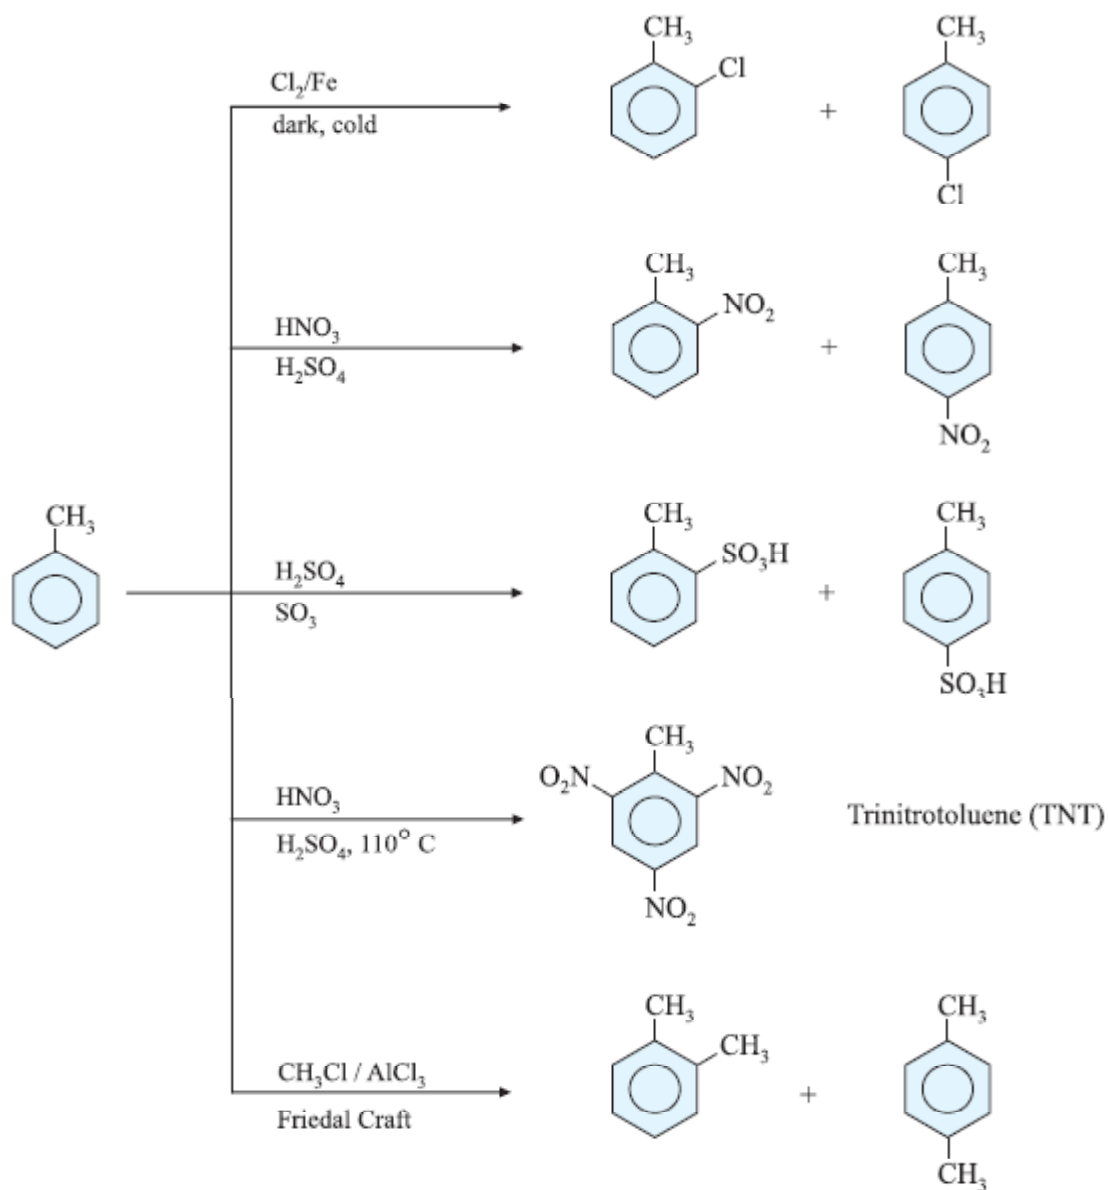 CH₃
Cl
CH₃
Cl₂/Fe
dark, cold
+
Cl
CH₃
NO₂
CH₃
HNO₃
H₂SO₄
+
NO₂
CH₃
CH₃
SO₃H
CH₃
H₂SO₄
SO₃
+
SO₃H
CH₃
O₂N
NO₂
HNO₃
H₂SO₄, 110° C
Trinitrotoluene (TNT)
NO₂
CH₃
CH₃
CH₃
CH₃Cl / AlCl₃
Friedal Craft
+
CH₃